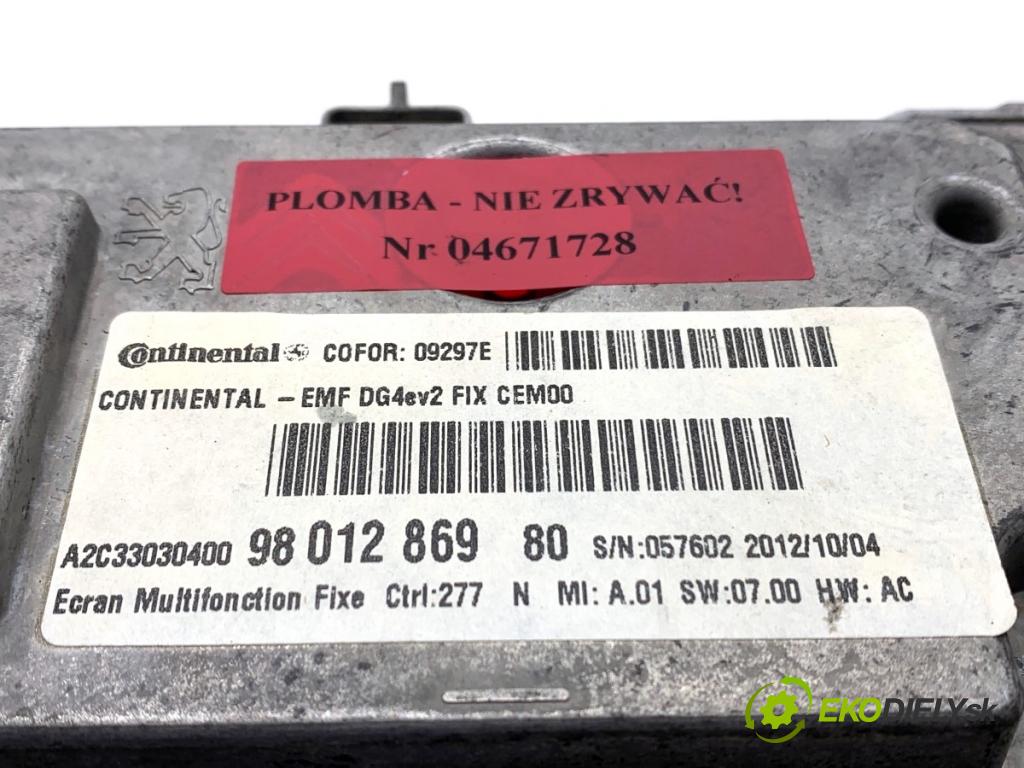 PLOMBA - NIE ZRYWAĆ!
Nr 04671728
Continental COFOR: 09297E
CONTINENTAL - EMF DG4ev2 FIX CEM00
A2C33030400 98 012 869 80 S/N:057602 2012/10/04
Ecran Multifonction Fixe Ctrl:277 N MI: A.01 SW:07.00 HW: AC
EKODIELY.sk